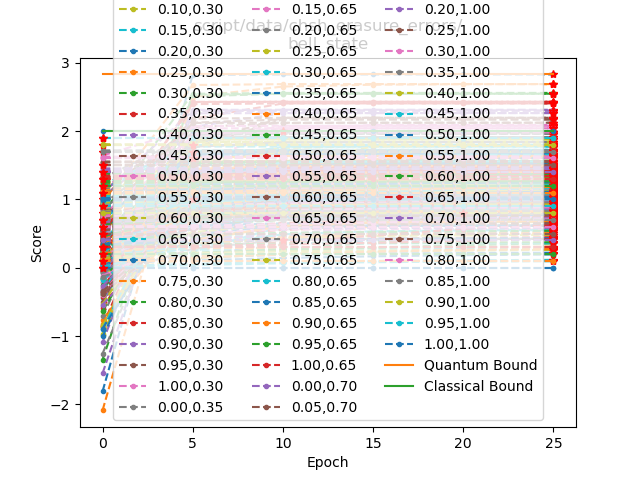 script/data/chsh_erasure_errors/
bell_state
0.10,0.30 0.15,0.65 0.20,1.00
0.15,0.30 0.20,0.65 0.25,1.00
0.20,0.30 0.25,0.65 0.30,1.00
0.25,0.30 0.30,0.65 0.35,1.00
0.30,0.30 0.35,0.65 0.40,1.00
0.35,0.30 0.40,0.65 0.45,1.00
0.40,0.30 0.45,0.65 0.50,1.00
0.45,0.30 0.50,0.65 0.55,1.00
0.50,0.30 0.55,0.65 0.60,1.00
0.55,0.30 0.60,0.65 0.65,1.00
0.60,0.30 0.65,0.65 0.70,1.00
0.65,0.30 0.70,0.65 0.75,1.00
0.70,0.30 0.75,0.65 0.80,1.00
0.75,0.30 0.80,0.65 0.85,1.00
0.80,0.30 0.85,0.65 0.90,1.00
0.85,0.30 0.90,0.65 0.95,1.00
0.90,0.30 0.95,0.65 1.00,1.00
0.95,0.30 1.00,0.65 Quantum Bound
1.00,0.30 0.00,0.70 Classical Bound
0.00,0.35 0.05,0.70
3
2
1
0
−1
−2
Score
0 5 10 15 20 25
Epoch